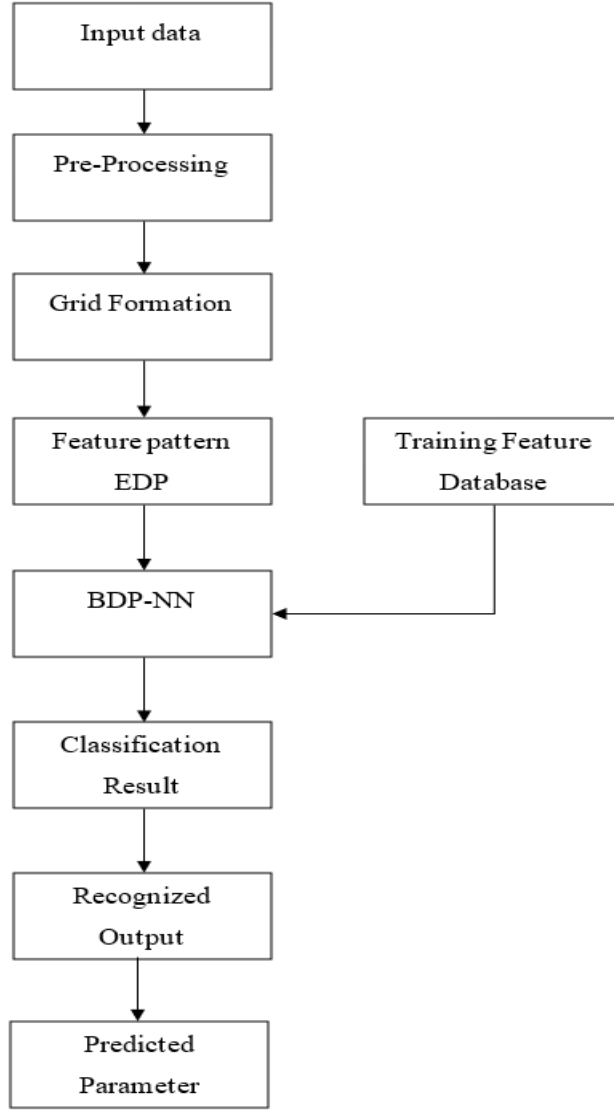 Input data
Pre-Processing
Grid Formation
Feature pattern
EDP
Training Feature
Database
BDP-NN
Classification
Result
Recognized
Output
Predicted
Parameter